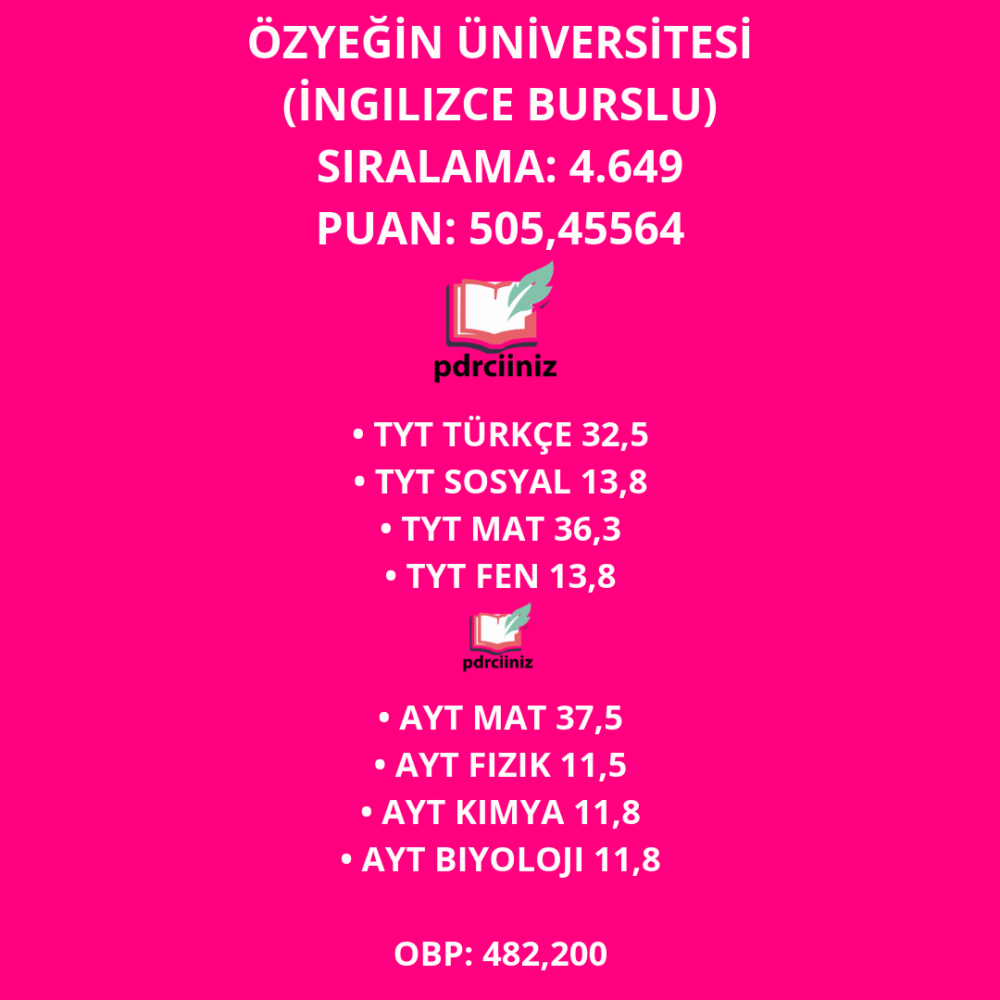 ÖZYEĞİN ÜNİVERSİTESİ
(İNGILIZCE BURSLU)
SIRALAMA: 4.649
PUAN: 505,45564
pdrciiniz
• TYT TÜRKÇE 32,5
• TYT SOSYAL 13,8
• TYT MAT 36,3
• TYT FEN 13,8
pdrciiniz
• AYT MAT 37,5
• AYT FIZIK 11,5
• AYT KIMYA 11,8
• AYT BIYOLOJI 11,8
OBP: 482,200